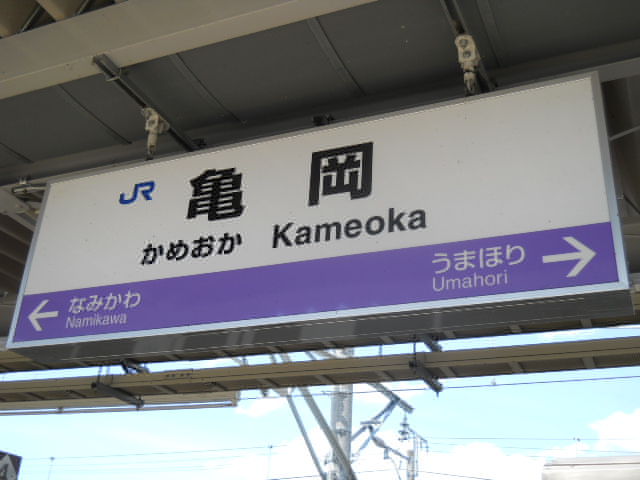 JR 亀岡
かめおか Kameoka
なみかわ
Namikawa
うまほり
Umahori